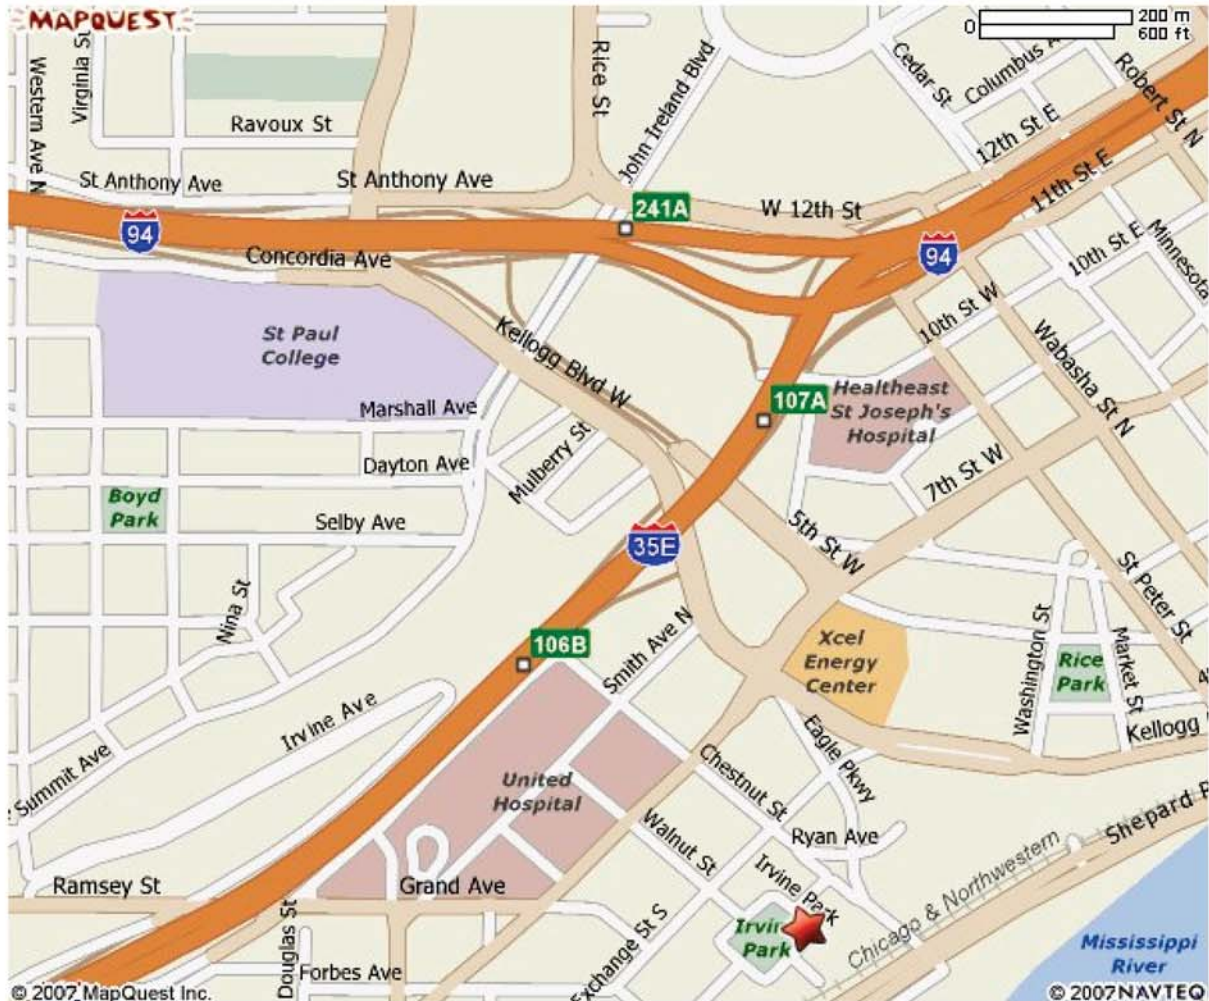 MAPQUEST
0
200 m
600 ft
Virginia St
Western Ave N
Rice St
John Ireland Blvd
Cedar St
Columbus
Robert St N
Ravoux St
12th St E
11th St E
St Anthony Ave
St Anthony Ave
241A
W 12th St
94
94
Concordia Ave
10th St E
Minnesota
10th St W
St Paul
College
Kellogg Blvd W
Wabasha St N
107A
Healtheast
St Joseph's
Hospital
Marshall Ave
Mulberry St
Dayton Ave
7th St W
Boyd
Park
Selby Ave
35E
5th St W
St Peter St
Nina St
106B
Smith Ave N
Xcel
Energy
Center
Washington St
Rice
Park
Market St
Irvine Ave
Kellogg
Eagle Pkwy
Summit Ave
United
Hospital
Chestnut St
Ryan Ave
Shepard
Walnut St
Irvine Park
Chicago & Northwestern
Ramsey St
Grand Ave
Park
Exchange St S
Douglas St
Forbes Ave
Mississippi
River
© 2007 MapQuest Inc.
© 2007 NAVTEQ